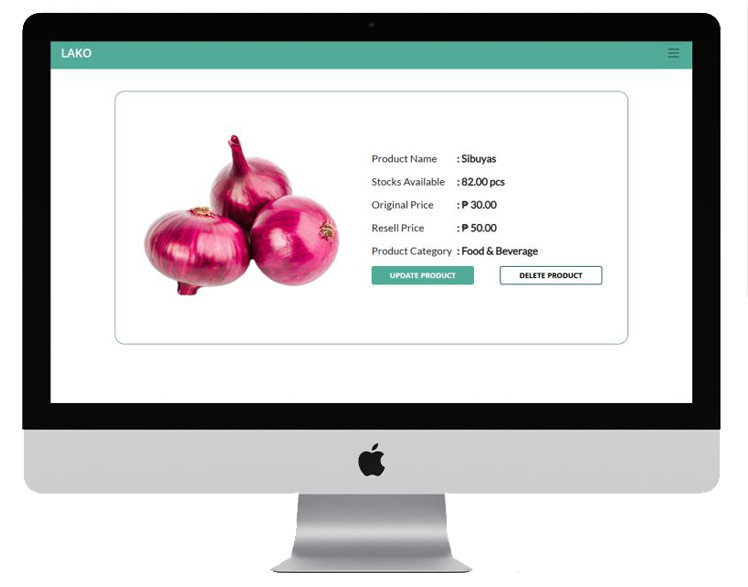 LAKO
Product Name : Sibuyas
Stocks Available : 82.00 pcs
Original Price : ₱ 30.00
Resell Price : ₱ 50.00
Product Category : Food & Beverage
UPDATE PRODUCT DELETE PRODUCT